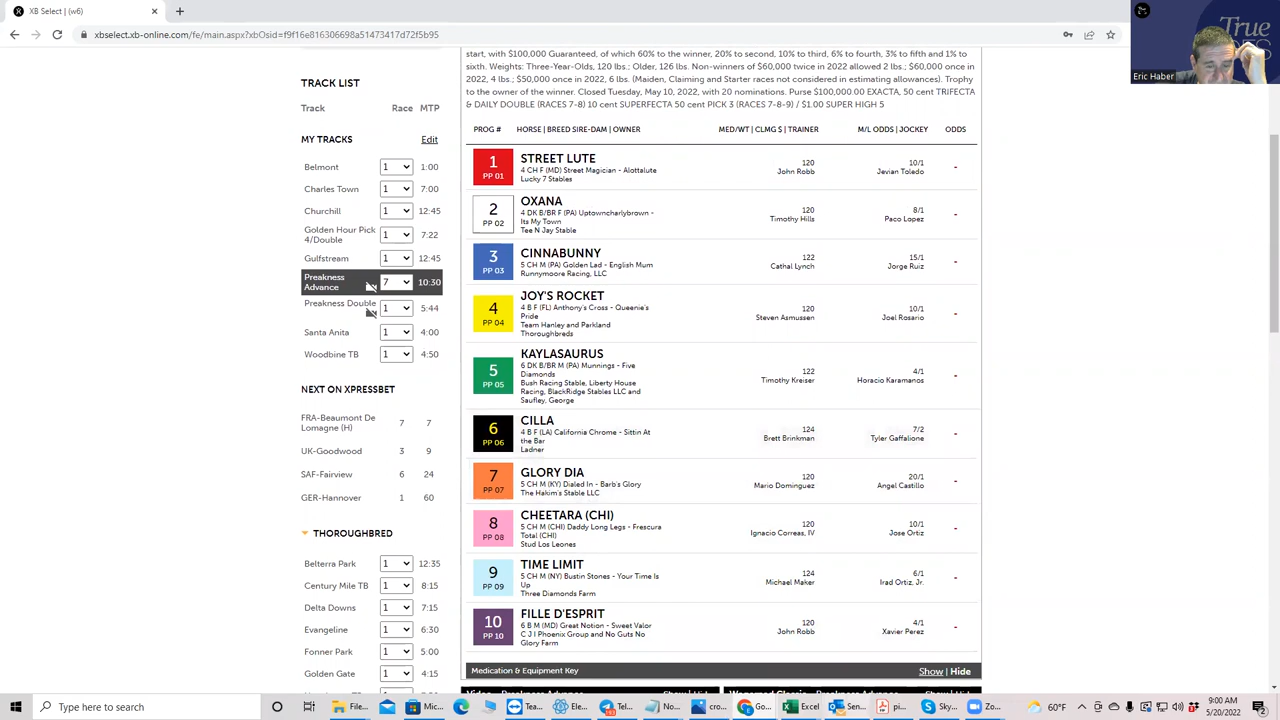 XB Select | (w6)
xbselect.xb-online.com/fe/main.aspx?xbOsid=f9f16e816306698a51473417d72f5b95
True
Eric Haber
start, with $100,000 Guaranteed, of which 60% to the winner, 20% to second, 10% to third, 6% to fourth, 3% to fifth and 1% to
sixth. Weights: Three-Year-Olds, 120 lbs.; Older, 126 lbs. Non-winners of $60,000 twice in 2022 allowed 2 lbs.; $60,000 once in
2022, 4 lbs.; $50,000 once in 2022, 6 lbs. (Maiden, Claiming and Starter races not considered in estimating allowances). Trophy
to the owner of the winner. Closed Tuesday, May 10, 2022, with 20 nominations. Purse $100,000.00 EXACTA, 50 cent TRIFECTA
& DAILY DOUBLE (RACES 7-8) 10 cent SUPERFECTA 50 cent PICK 3 (RACES 7-8-9) / $1.00 SUPER HIGH 5
TRACK LIST
Track Race MTP
MY TRACKS Edit
Belmont 1 1:00
Charles Town 1 7:00
Churchill 1 12:45
Golden Hour Pick
4/Double 1 7:22
Gulfstream 1 12:45
Preakness
Advance 7 10:30
Preakness Double 1 5:44
Santa Anita 1 4:00
Woodbine TB 1 4:50
NEXT ON XPRESSBET
FRA-Beaumont De
Lomagne (H) 7 7
UK-Goodwood 3 9
SAF-Fairview 6 24
GER-Hannover 1 60
THOROUGHBRED
Belterra Park 1 12:35
Century Mile TB 1 8:15
Delta Downs 1 7:15
Evangeline 1 6:30
Fonner Park 1 5:00
Golden Gate 1 4:15
PROG # HORSE | BREED SIRE-DAM | OWNER MED/WT | CLMG $ | TRAINER M/L ODDS | JOCKEY ODDS
1 STREET LUTE 120 10/1 -
PP 01 4 CH F (MD) Street Magician - Alottalute John Robb Jevian Toledo
Lucky 7 Stables
2 OXANA 120 8/1 -
PP 02 4 DK B/BR F (PA) Uptowncharlybrown - Timothy Hills Paco Lopez
Its My Town
Tee N Jay Stable
3 CINNABUNNY 122 15/1 -
PP 03 5 CH M (PA) Golden Lad - English Mum Cathal Lynch Jorge Ruiz
Runnymoore Racing, LLC
4 JOY'S ROCKET 120 10/1 -
PP 04 4 B F (FL) Anthony's Cross - Queenie's Steven Asmussen Joel Rosario
Pride
Team Hanley and Parkland
Thoroughbreds
5 KAYLASAURUS 122 4/1 -
PP 05 6 DK B/BR M (PA) Munnings - Five Timothy Kreiser Horacio Karamanos
Diamonds
Bush Racing Stable, Liberty House
Racing, BlackRidge Stables LLC and
Saufley, George
6 CILLA 124 7/2 -
PP 06 4 B F (LA) California Chrome - Sittin At Brett Brinkman Tyler Gaffalione
the Bar
Ladner
7 GLORY DIA 120 20/1 -
PP 07 5 CH M (KY) Dialed In - Barb's Glory Mario Dominguez Angel Castillo
The Hakim's Stable LLC
8 CHEETARA (CHI) 120 10/1 -
PP 08 5 CH M (CHI) Daddy Long Legs - Frescura Ignacio Correas, IV Jose Ortiz
Total (CHI)
Stud Los Leones
9 TIME LIMIT 124 6/1 -
PP 09 5 CH M (NY) Bustin Stones - Your Time Is Michael Maker Irad Ortiz, Jr.
Up
Three Diamonds Farm
10 FILLE D'ESPRIT 120 4/1 -
PP 10 6 B M (MD) Great Notion - Sweet Valor John Robb Xavier Perez
C J I Phoenix Group and No Guts No
Glory Farm
Medication & Equipment Key Show | Hide
Type here to search
File... Mic... Team Ele... Tel... No... cro... Go... Excel Sen... pi... Sky... Zo...
60°F
9:00 AM
5/20/2022